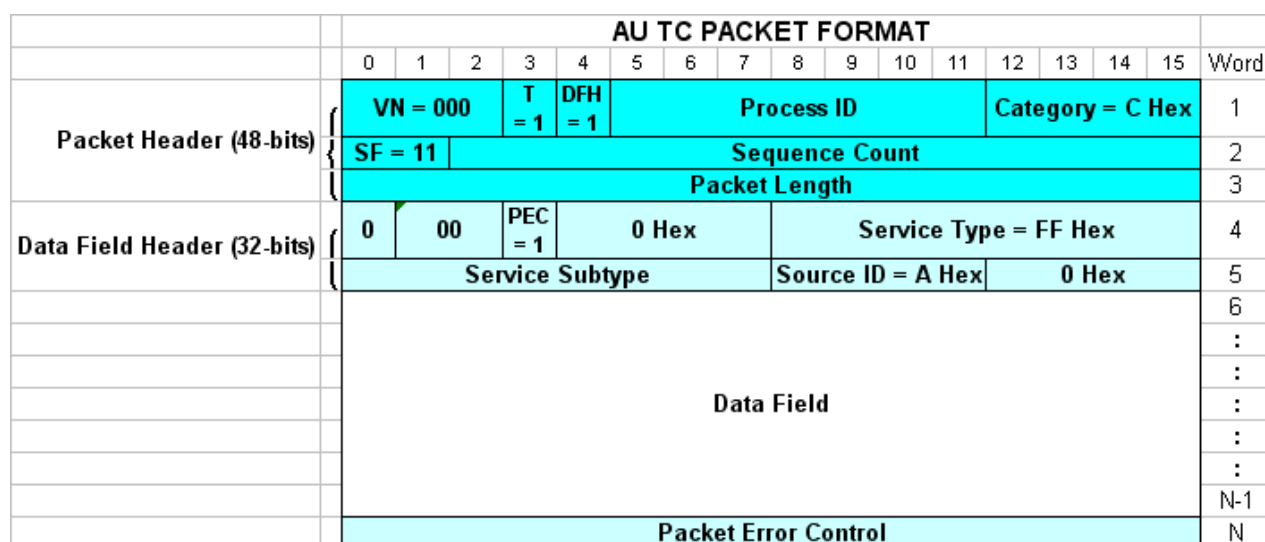 AU TC PACKET FORMAT
0 1 2 3 4 5 6 7 8 9 10 11 12 13 14 15 Word
Packet Header (48-bits)
VN = 000
T
= 1
DFH
= 1
Process ID
Category = C Hex
1
SF = 11
Sequence Count
2
Packet Length
3
Data Field Header (32-bits)
0
00
PEC
= 1
0 Hex
Service Type = FF Hex
4
Service Subtype
Source ID = A Hex
0 Hex
5
6
:
:
Data Field
:
:
:
N-1
Packet Error Control
N